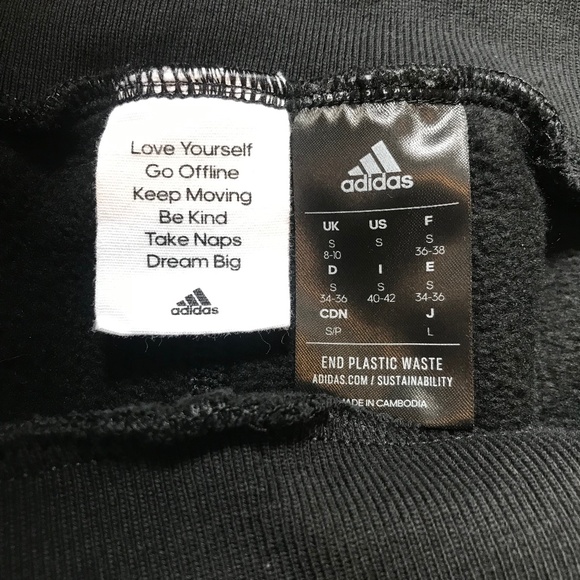 Love Yourself
Go Offline
Keep Moving
Be Kind
Take Naps
Dream Big
adidas
adidas
UK US F
S S S
8-10 36-38
D I E
S S S
34-36 40-42 34-36
CDN J
S/P L
END PLASTIC WASTE
ADIDAS.COM / SUSTAINABILITY
MADE IN CAMBODIA